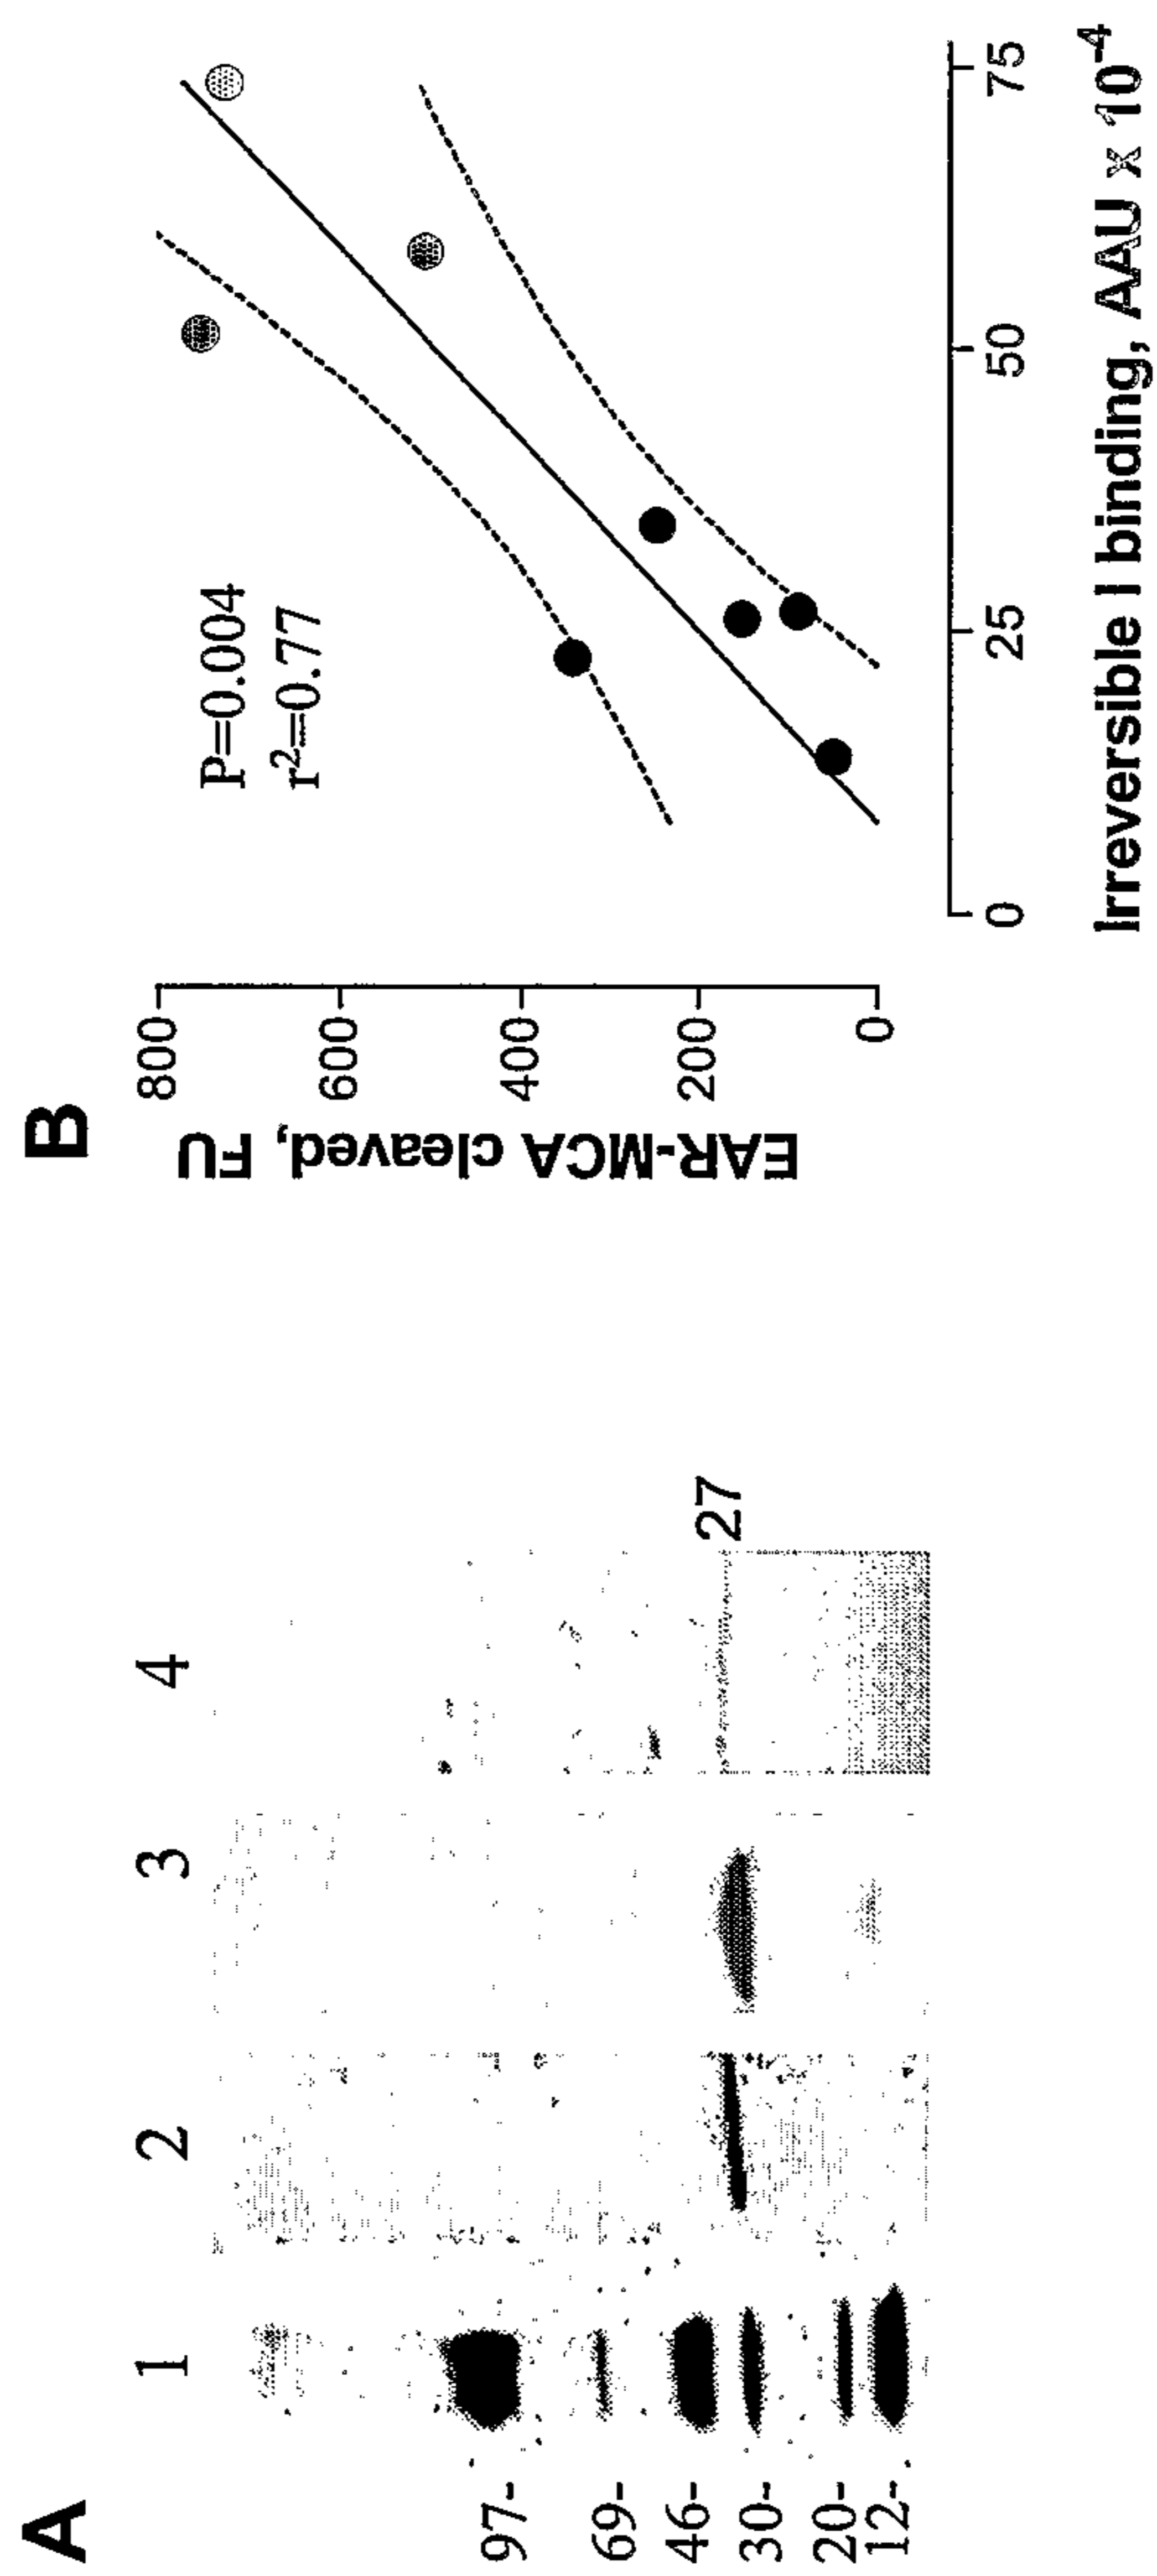 A
1 2 3 4
97-
69-
46-
30-
20-
12-
27
B
P=0.004
r²=0.77
EAR-MCA cleaved, FU
800
600
400
200
0
0 25 50 75
Irreversible I binding, AAU x 10⁻⁴